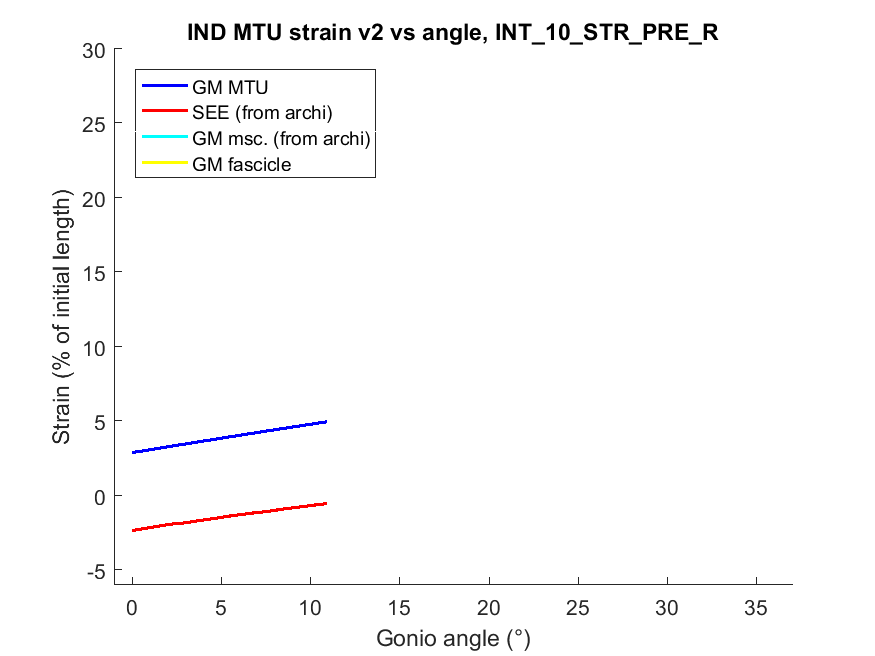 IND MTU strain v2 vs angle, INT_10_STR_PRE_R
30
25
20
15
10
5
0
-5
Strain (% of initial length)
GM MTU
SEE (from archi)
GM msc. (from archi)
GM fascicle
0 5 10 15 20 25 30 35
Gonio angle (°)